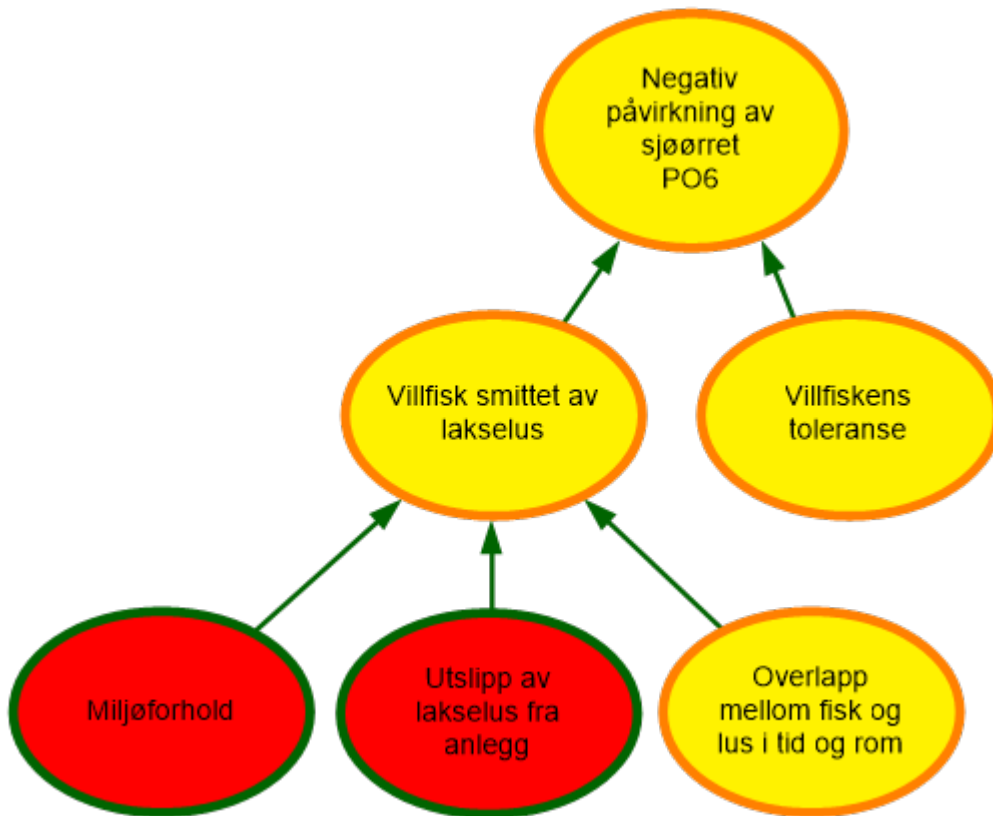 Negativ
påvirkning av
sjøørret
PO6
Villfisk smittet av
lakselus
Villfiskens
toleranse
Miljøforhold
Utslipp av
lakselus fra
anlegg
Overlapp
mellom fisk og
lus i tid og rom